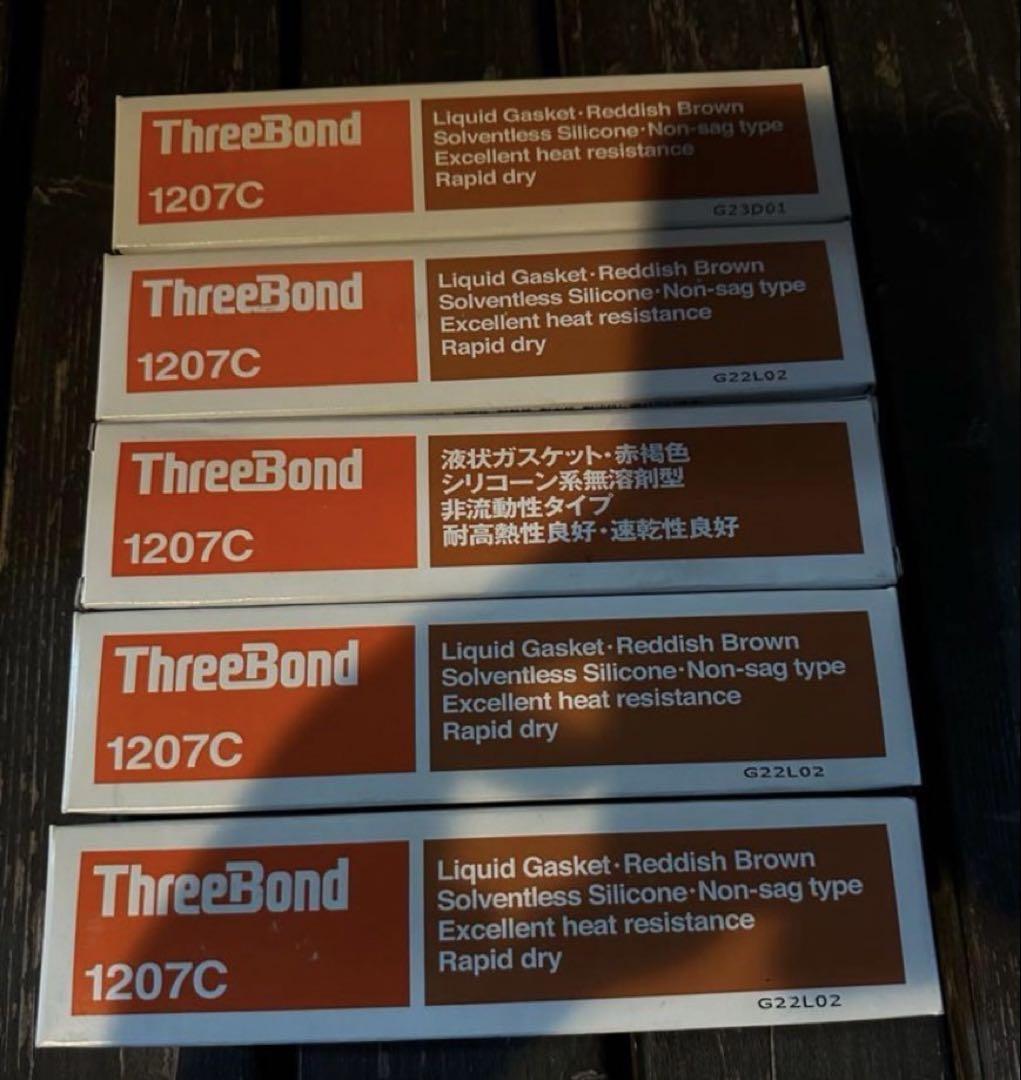 ThreeBond
1207C
Liquid Gasket·Reddish Brown
Solventless Silicone·Non-sag type
Excellent heat resistance
Rapid dry
G23D01
ThreeBond
1207C
Liquid Gasket·Reddish Brown
Solventless Silicone·Non-sag type
Excellent heat resistance
Rapid dry
G22L02
ThreeBond
1207C
液状ガスケット・赤褐色
シリコーン系無溶剤型
非流動性タイプ
耐高熱性良好・速乾性良好
ThreeBond
1207C
Liquid Gasket·Reddish Brown
Solventless Silicone·Non-sag type
Excellent heat resistance
Rapid dry
G22L02
ThreeBond
1207C
Liquid Gasket·Reddish Brown
Solventless Silicone·Non-sag type
Excellent heat resistance
Rapid dry
G22L02